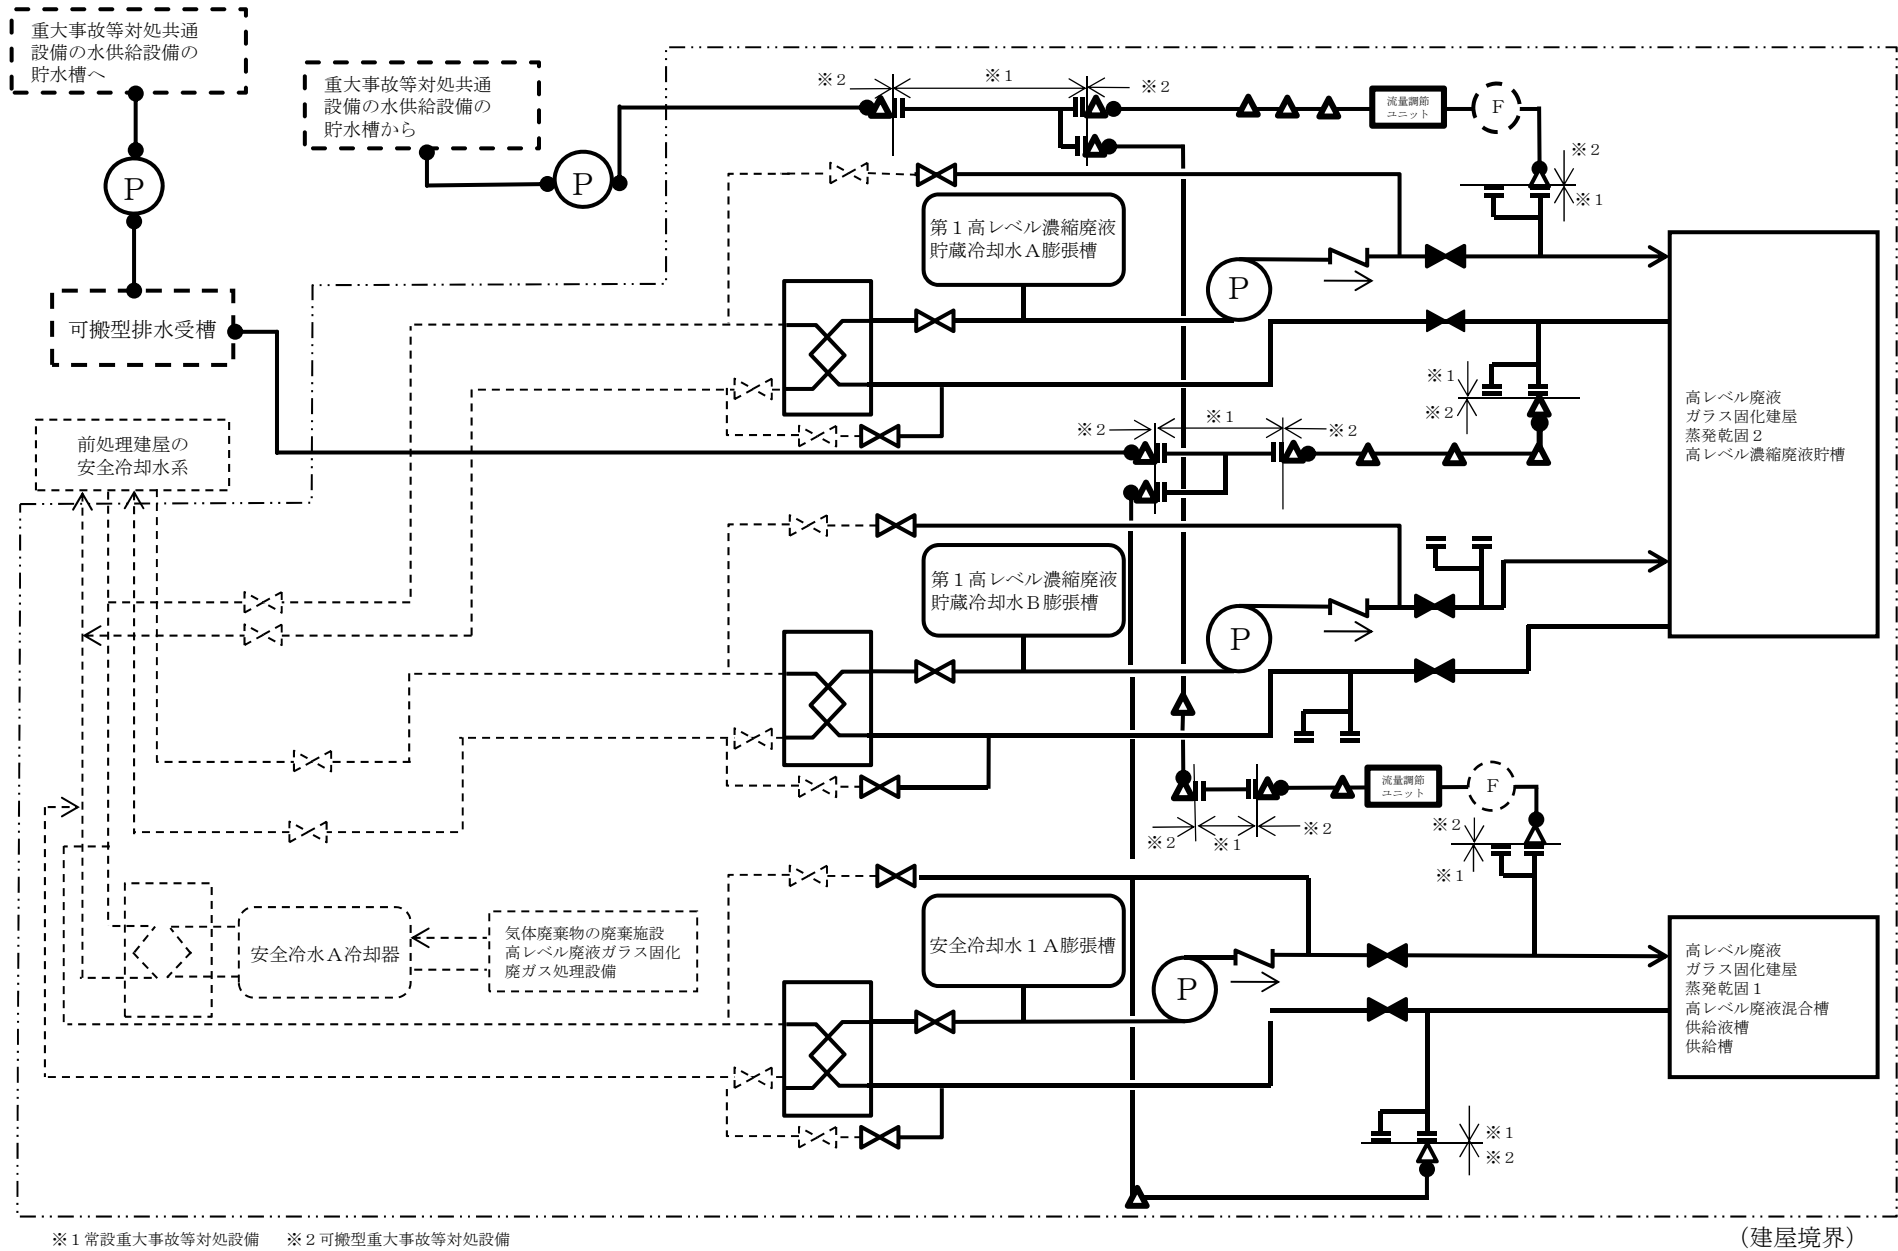 重大事故等対処共通
設備の水供給設備の
貯水槽へ
重大事故等対処共通
設備の水供給設備の
貯水槽から
※2
※1
※2
流量調節
ユニット
F
※2
※1
P
P
第1高レベル濃縮廃液
貯蔵冷却水A膨張槽
P
可搬型排水受槽
※1
※2
高レベル廃液
ガラス固化建屋
蒸発乾固2
高レベル濃縮廃液貯槽
前処理建屋の
安全冷却水系
※2
※1
※2
第1高レベル濃縮廃液
貯蔵冷却水B膨張槽
P
流量調節
ユニット
F
※2
※1
※2
※2
※1
安全冷水A冷却器
気体廃棄物の廃棄施設
高レベル廃液ガラス固化
廃ガス処理設備
安全冷却水1A膨張槽
P
高レベル廃液
ガラス固化建屋
蒸発乾固1
高レベル廃液混合槽
供給液槽
供給槽
※1
※2
※1常設重大事故等対処設備 ※2可搬型重大事故等対処設備
（建屋境界）